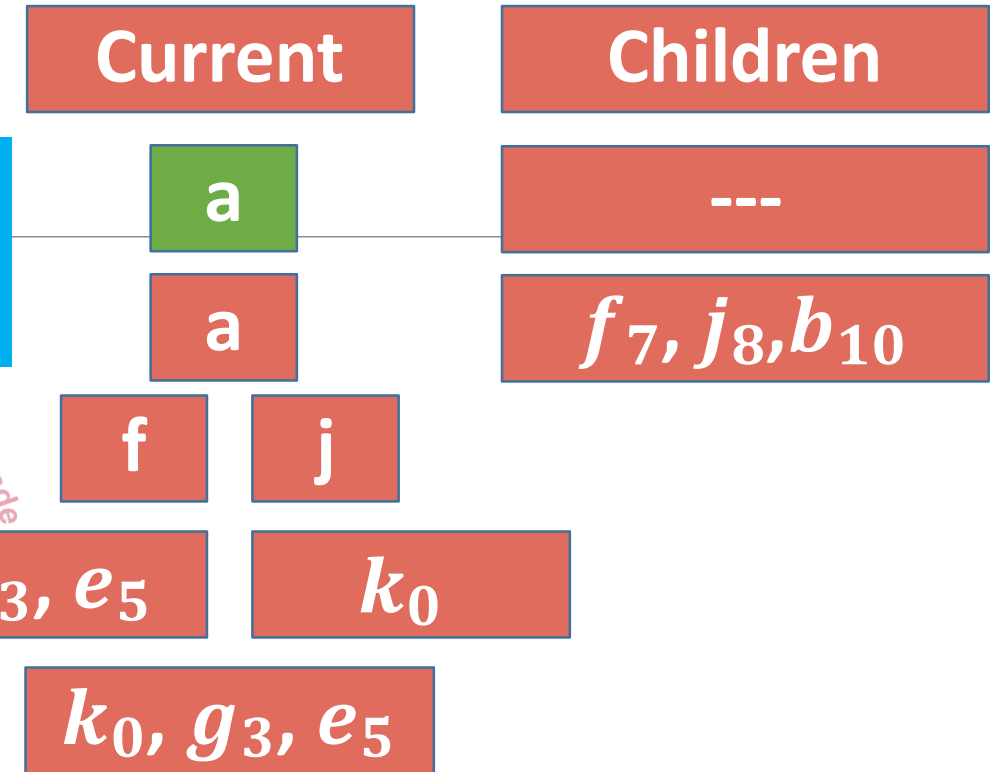 Current Children
a ---
a f₇, j₈,b₁₀
f j
₃, e₅ k₀
k₀, g₃, e₅